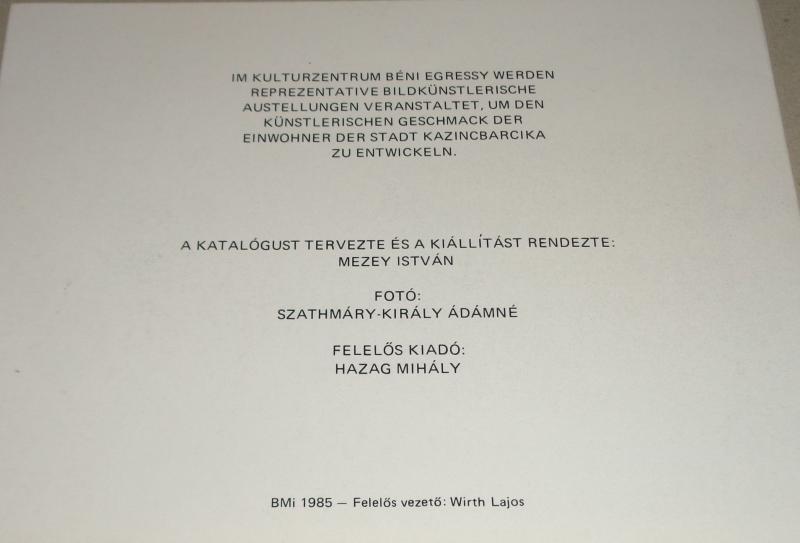 IM KULTURZENTRUM BÉNI EGRESSY WERDEN
REPREZENTATIVE BILDKÜNSTLERISCHE
AUSTELLUNGEN VERANSTALTET, UM DEN
KÜNSTLERISCHEN GESCHMACK DER
EINWOHNER DER STADT KAZINCBARCIKA
ZU ENTWICKELN.
A KATALÓGUST TERVEZTE ÉS A KIÁLLÍTÁST RENDEZTE:
MEZEY ISTVÁN
FOTÓ:
SZATHMÁRY-KIRÁLY ÁDÁMNÉ
FELELŐS KIADÓ:
HAZAG MIHÁLY
BMi 1985 — Felelős vezető: Wirth Lajos